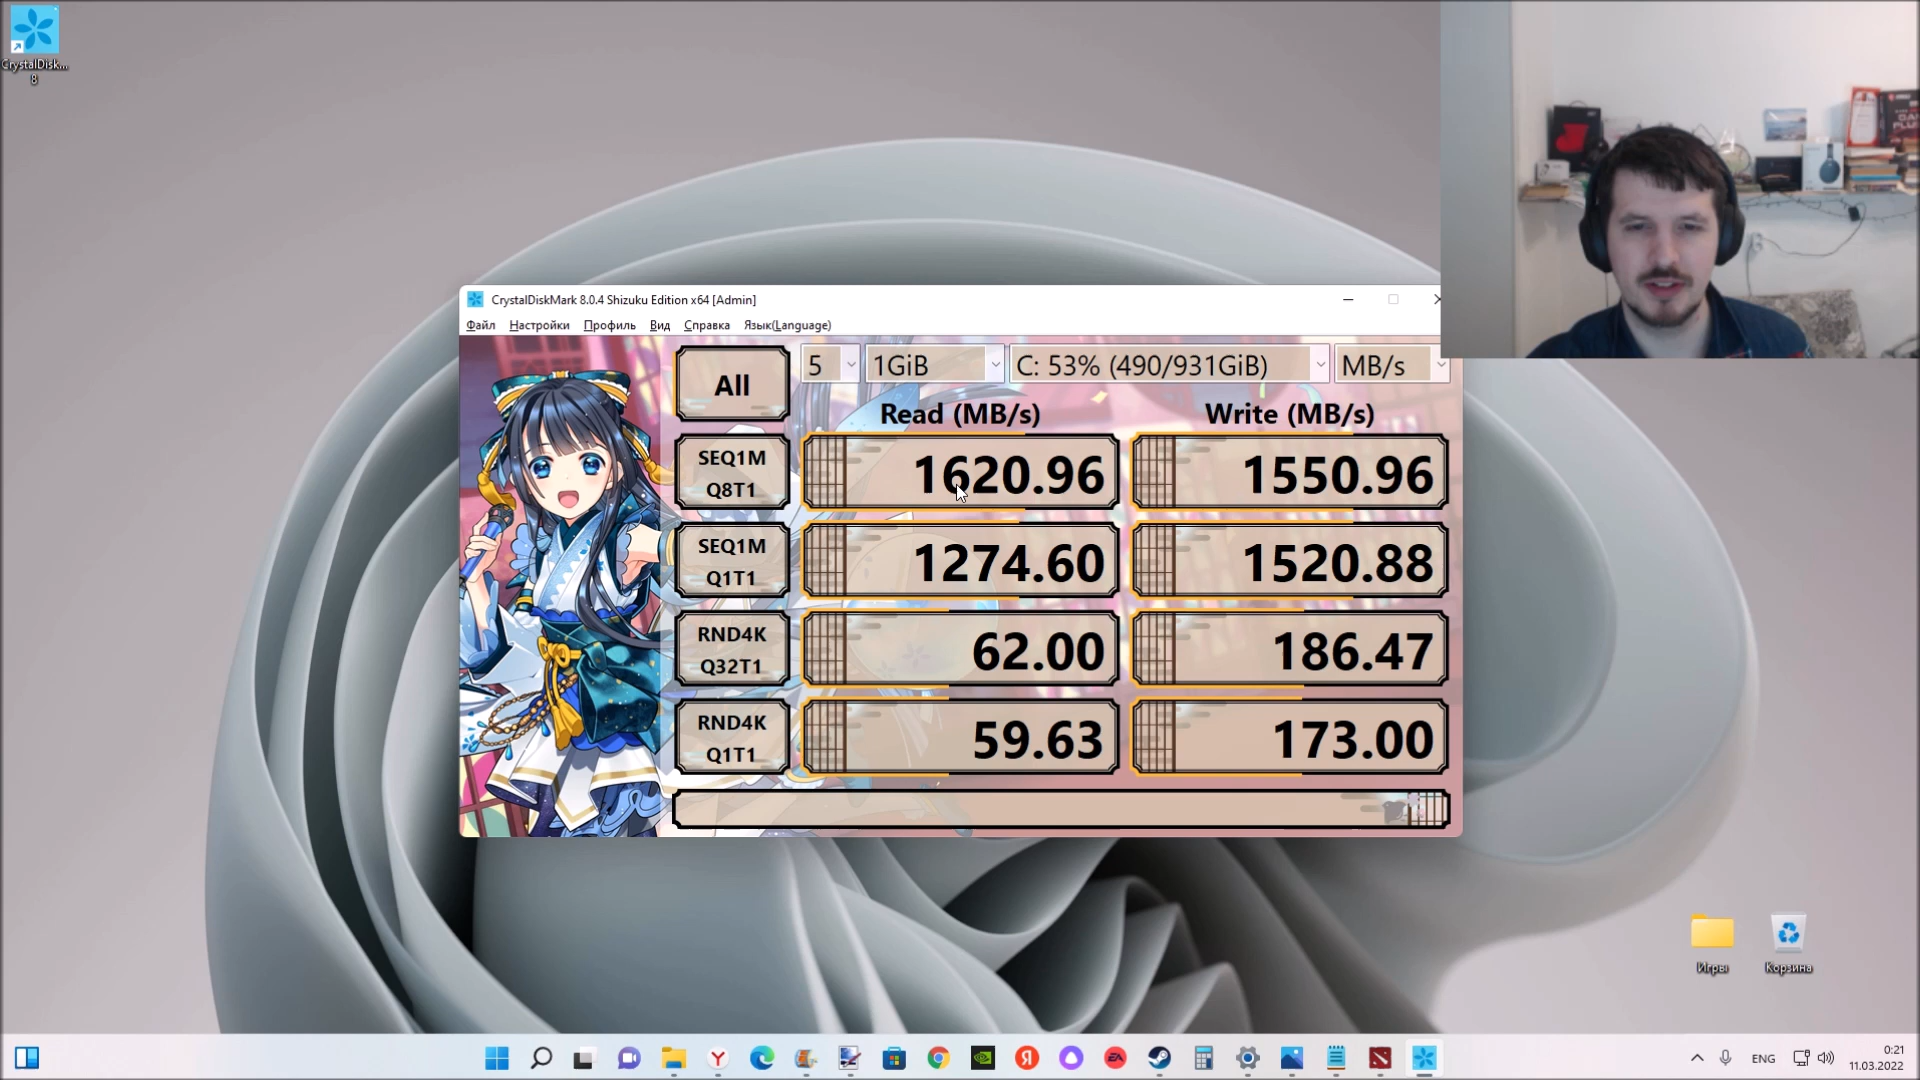 CrystalDisk...
8
CrystalDiskMark 8.0.4 Shizuku Edition x64 [Admin]
Файл Настройки Профиль Вид Справка Язык(Language)
All
5 1GiB C: 53% (490/931GiB) MB/s
Read (MB/s) Write (MB/s)
SEQ1M
Q8T1
1620.96 1550.96
SEQ1M
Q1T1
1274.60 1520.88
RND4K
Q32T1
62.00 186.47
RND4K
Q1T1
59.63 173.00
Игры Корзина
ENG
0:21
11.03.2022